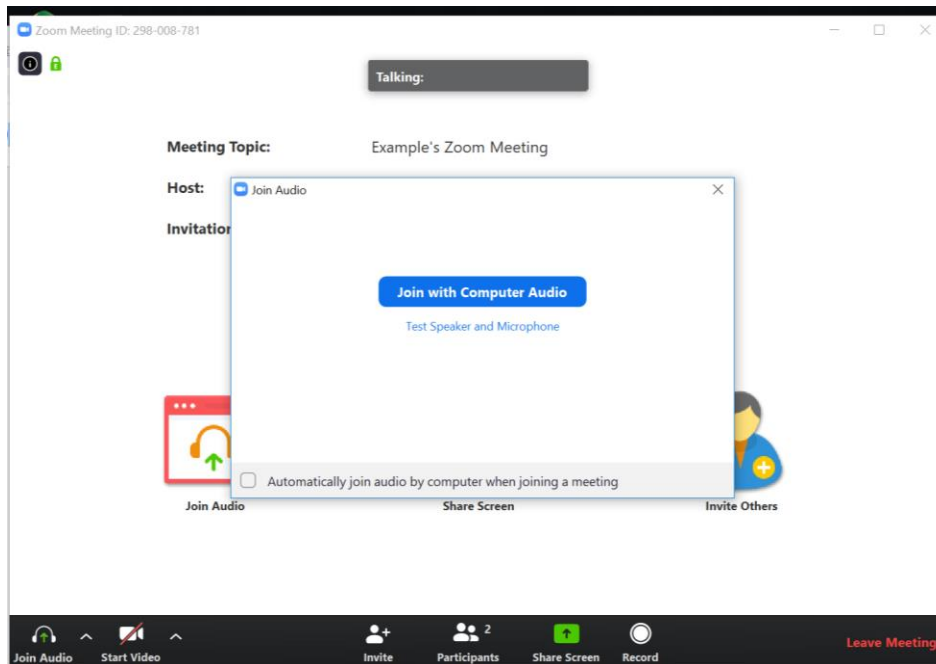 Zoom Meeting ID: 298-008-781
Talking:
Meeting Topic: Example's Zoom Meeting
Host:
Invitation
Join Audio
Join with Computer Audio
Test Speaker and Microphone
Automatically join audio by computer when joining a meeting
Join Audio Share Screen Invite Others
2
Join Audio Start Video Invite Participants Share Screen Record Leave Meeting